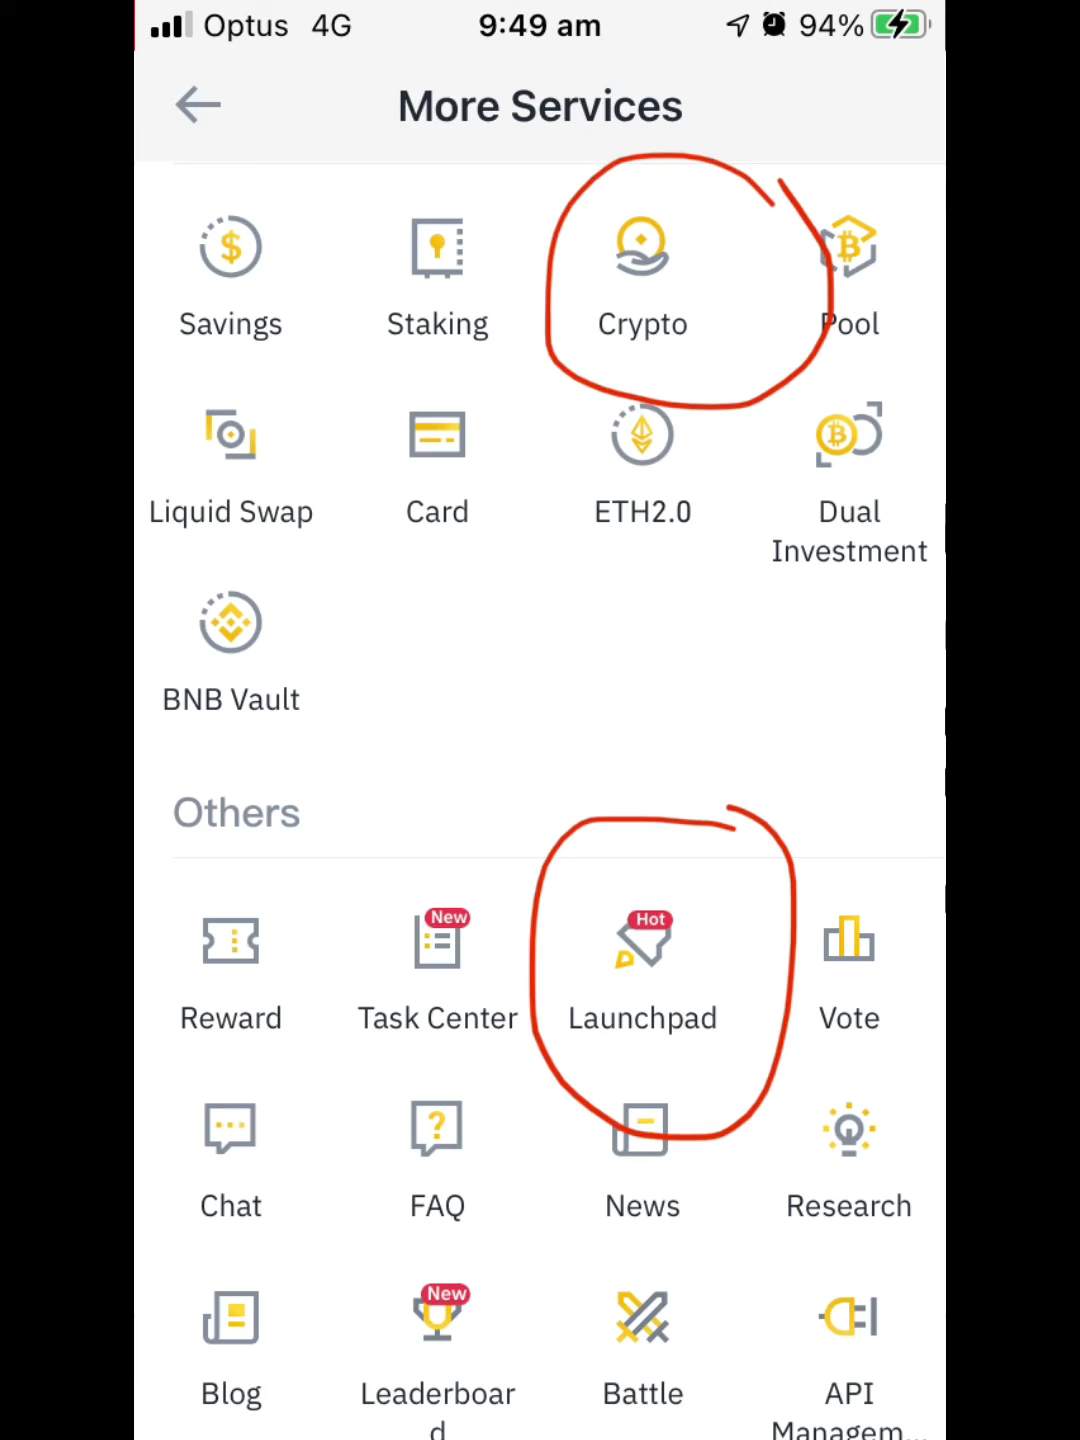 Optus 4G 9:49 am 94%
More Services
Savings Staking Crypto Pool
Liquid Swap Card ETH2.0 Dual
Investment
BNB Vault
Others
New Hot
Reward Task Center Launchpad Vote
Chat FAQ News Research
New
Blog Leaderboar Battle API
d Managem...